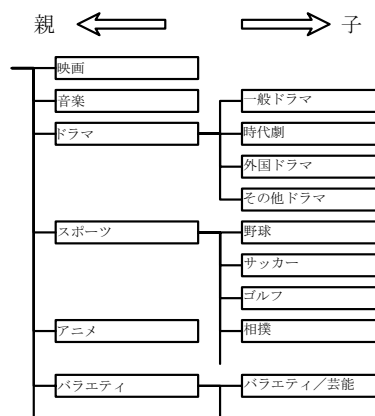 親 子
映画
音楽
ドラマ
一般ドラマ
時代劇
外国ドラマ
その他ドラマ
スポーツ
野球
サッカー
ゴルフ
相撲
アニメ
バラエティ
バラエティ／芸能